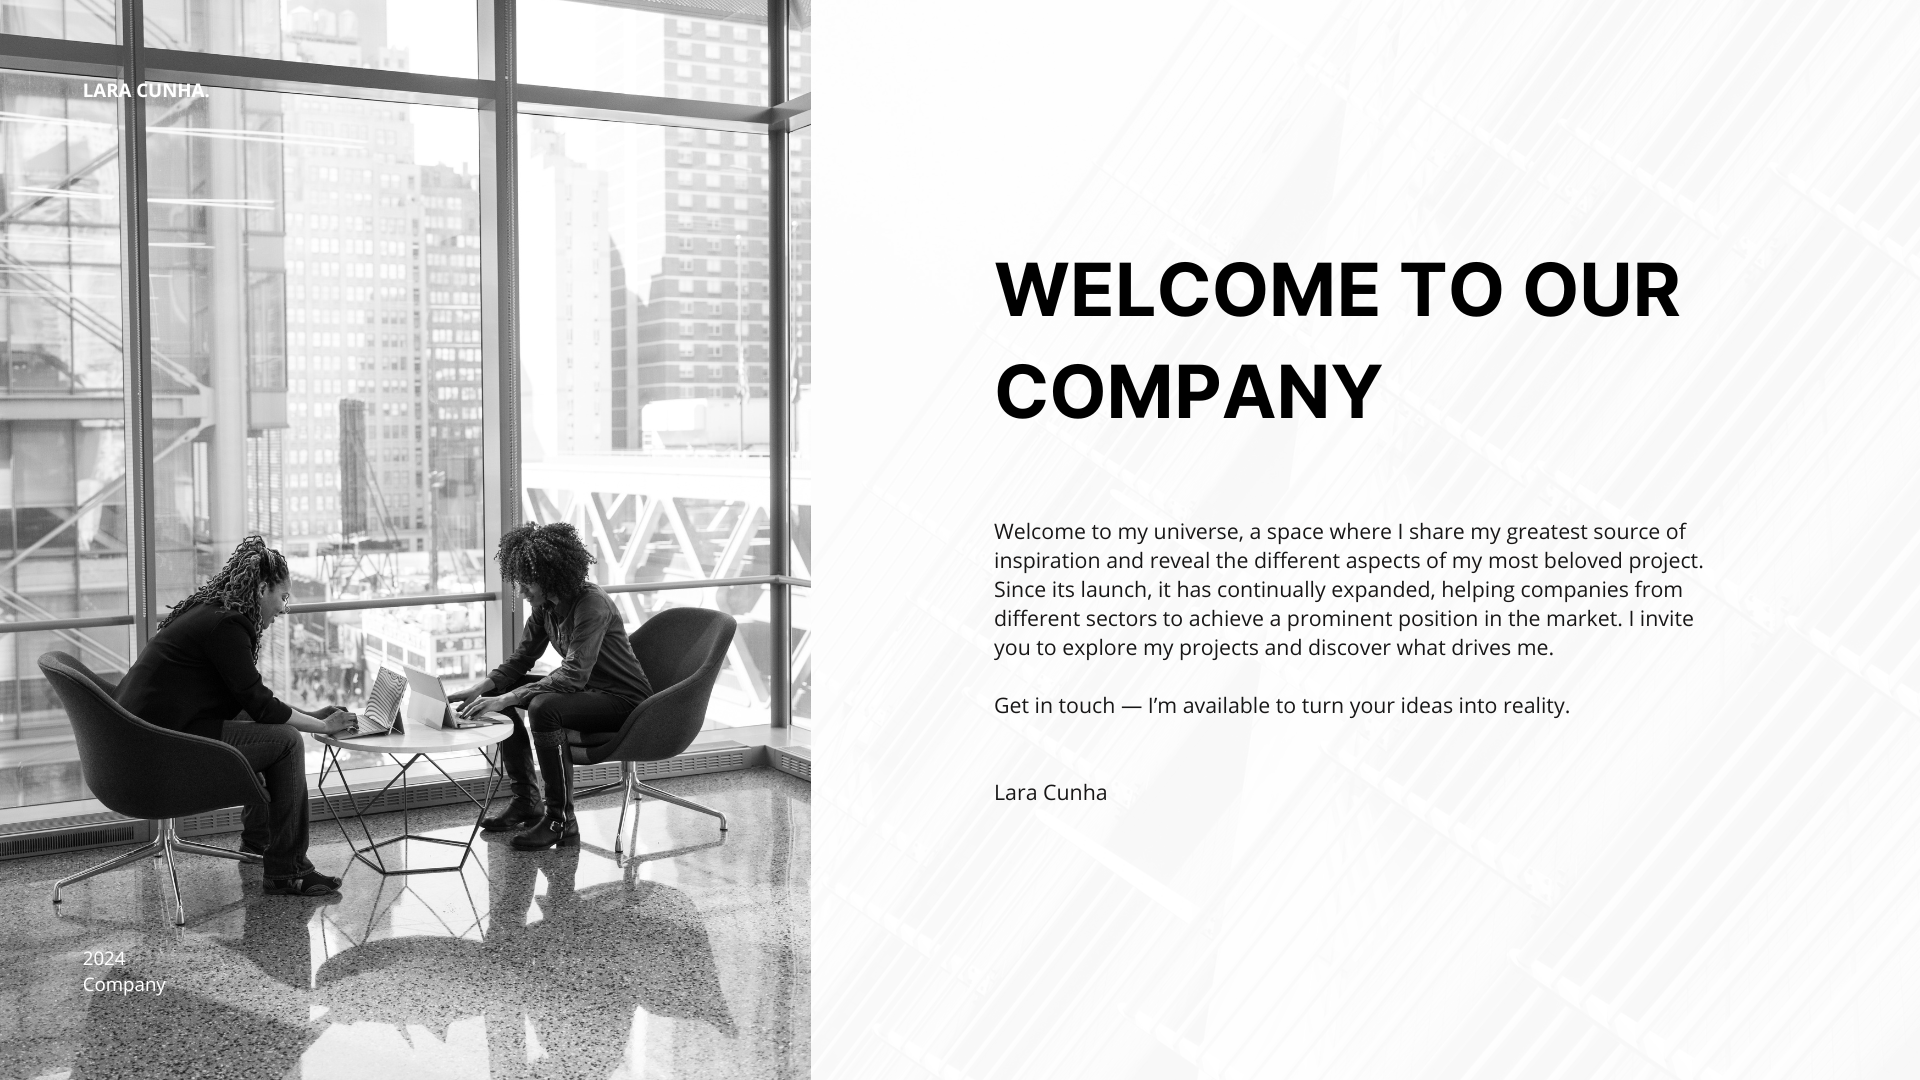 LARA CUNHA.
WELCOME TO OUR
COMPANY
Welcome to my universe, a space where I share my greatest source of
inspiration and reveal the different aspects of my most beloved project.
Since its launch, it has continually expanded, helping companies from
different sectors to achieve a prominent position in the market. I invite
you to explore my projects and discover what drives me.
Get in touch — I’m available to turn your ideas into reality.
Lara Cunha
2024
Company